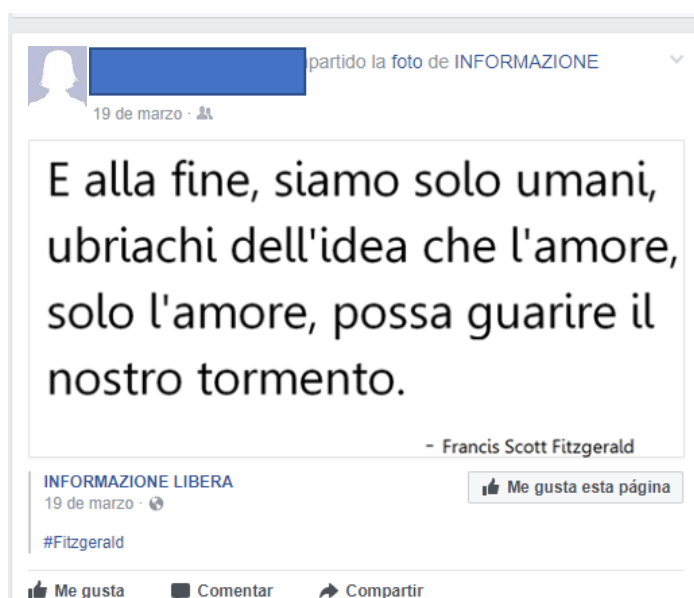 partido la foto de INFORMAZIONE
19 de marzo ·
E alla fine, siamo solo umani,
ubriachi dell'idea che l'amore,
solo l'amore, possa guarire il
nostro tormento.
- Francis Scott Fitzgerald
INFORMAZIONE LIBERA
Me gusta esta página
19 de marzo ·
#Fitzgerald
Me gusta Comentar Compartir